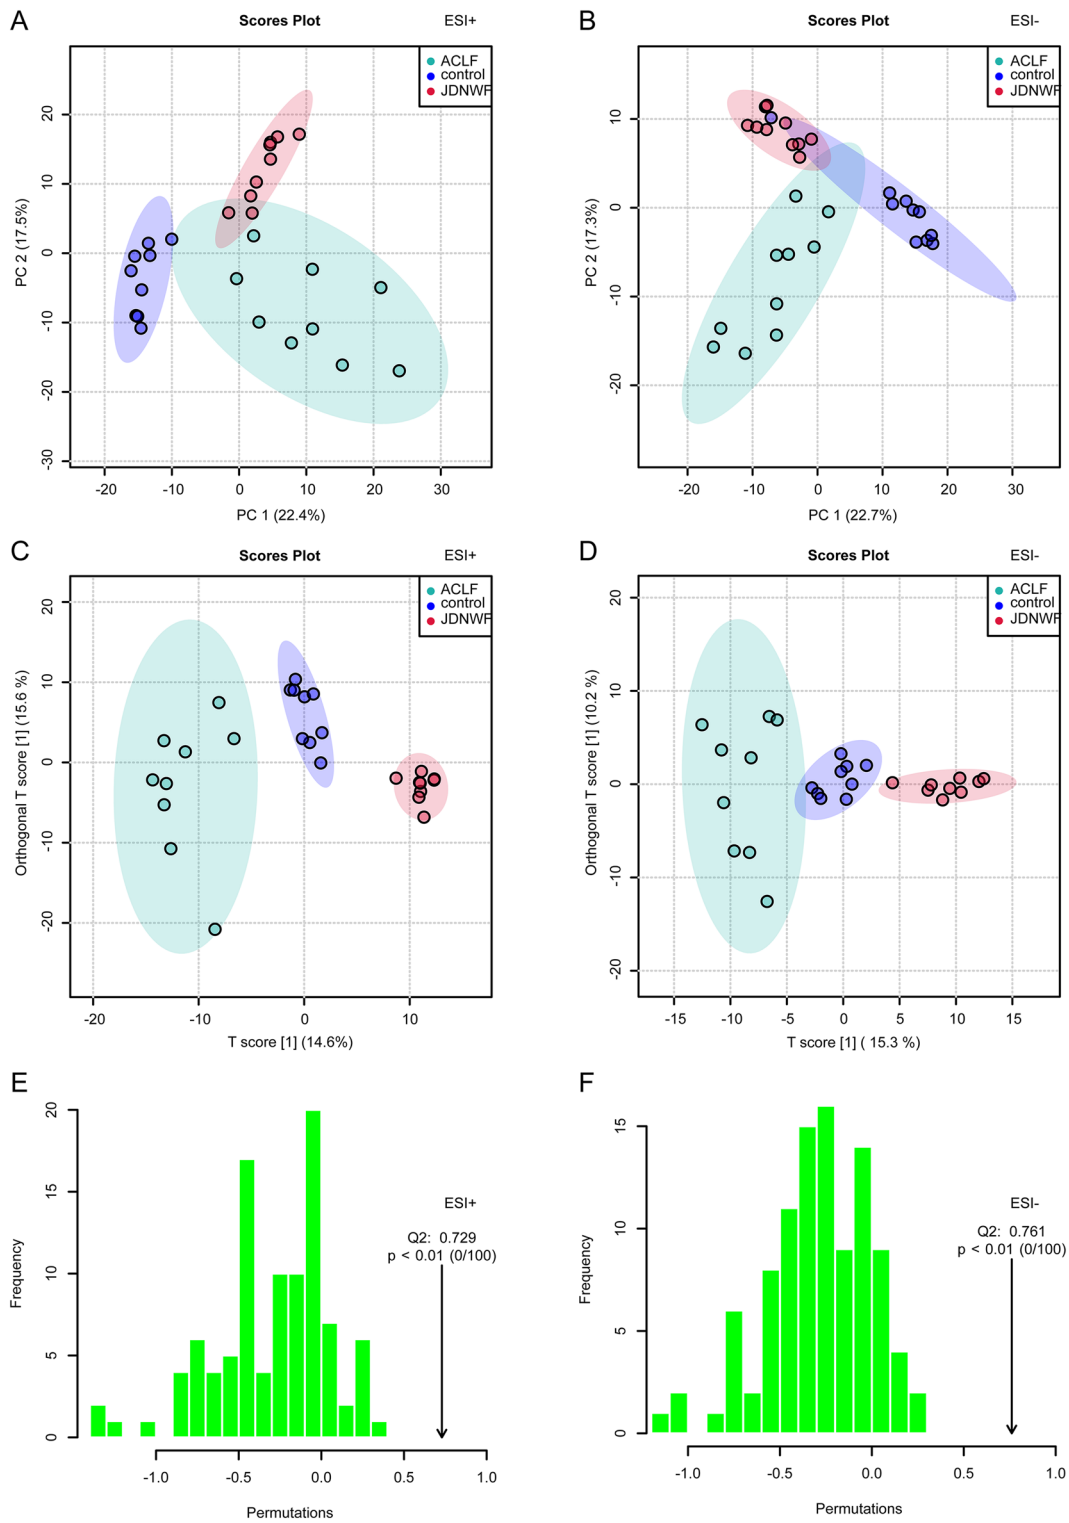 A
Scores Plot
ESI+
ACLF
control
JDNWF
20
10
0
-10
-20
-30
PC 2 (17.5%)
-20
-10
0
10
20
30
PC 1 (22.4%)
B
Scores Plot
ESI-
ACLF
control
JDNWF
10
0
-10
-20
PC 2 (17.3%)
-20
-10
0
10
20
30
PC 1 (22.7%)
C
Scores Plot
ESI+
ACLF
control
JDNWF
20
10
0
-10
-20
Orthogonal T score [1] (15.6 %)
-20
-10
0
10
T score [1] (14.6%)
D
Scores Plot
ESI-
ACLF
control
JDNWF
20
10
0
-10
-20
Orthogonal T score [1] (10.2 %)
-15
-10
-5
0
5
10
15
T score [1] ( 15.3 %)
E
20
15
10
5
0
Frequency
ESI+
Q2: 0.729
p < 0.01 (0/100)
-1.0
-0.5
0.0
0.5
1.0
Permutations
F
15
10
5
0
Frequency
ESI-
Q2: 0.761
p < 0.01 (0/100)
-1.0
-0.5
0.0
0.5
1.0
Permutations